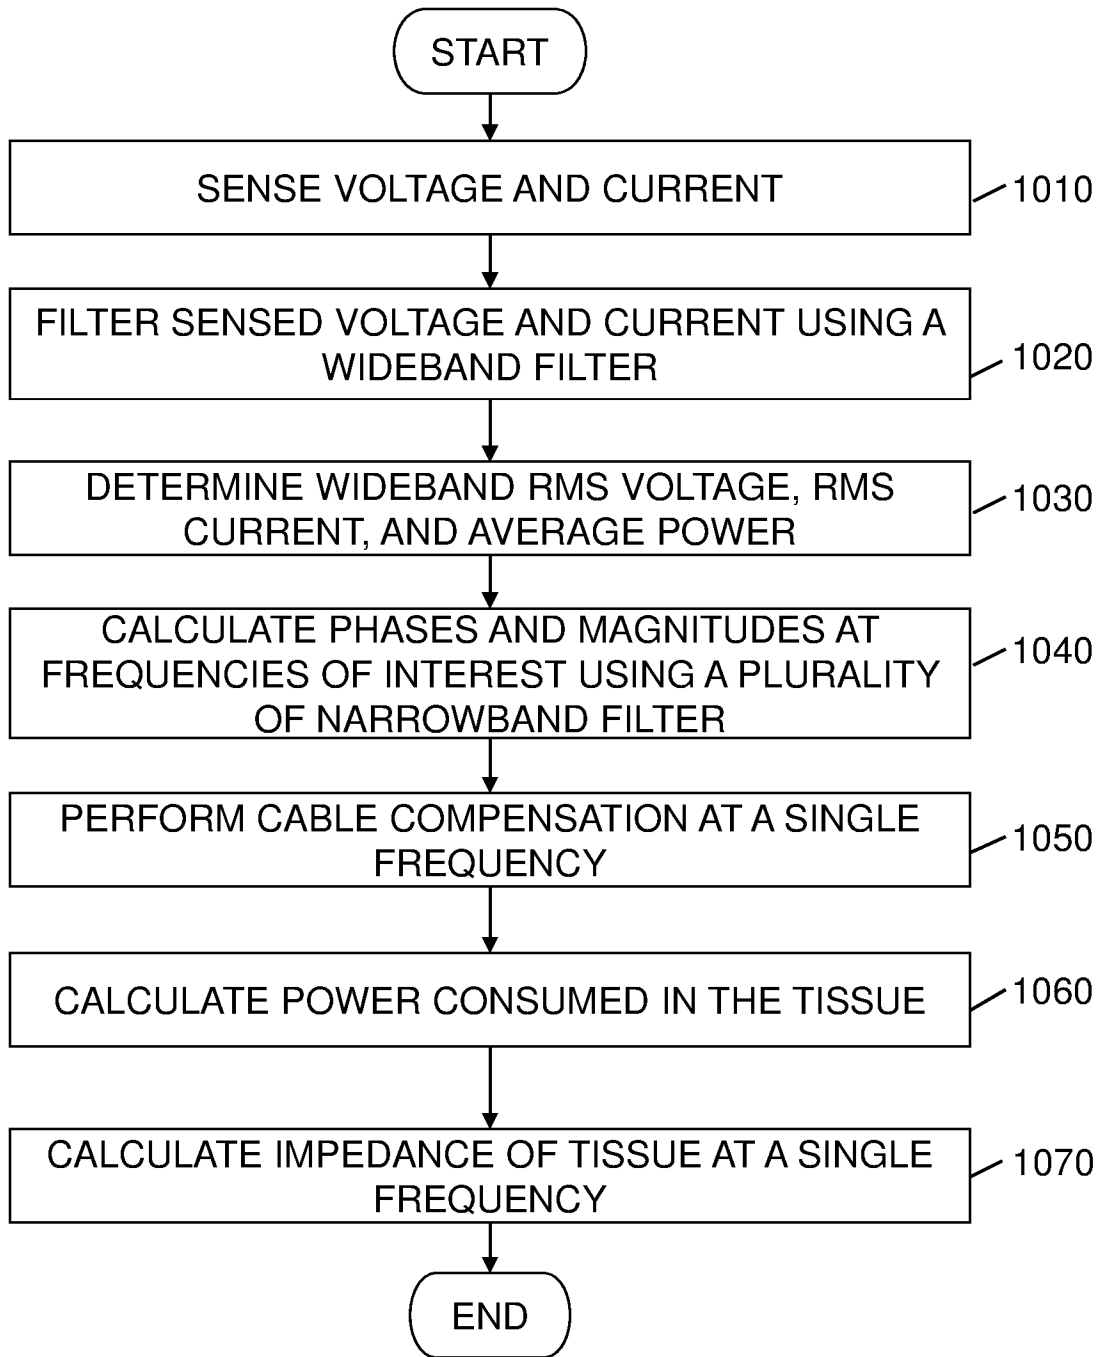 START
SENSE VOLTAGE AND CURRENT
1010
FILTER SENSED VOLTAGE AND CURRENT USING A
WIDEBAND FILTER
1020
DETERMINE WIDEBAND RMS VOLTAGE, RMS
CURRENT, AND AVERAGE POWER
1030
CALCULATE PHASES AND MAGNITUDES AT
FREQUENCIES OF INTEREST USING A PLURALITY
OF NARROWBAND FILTER
1040
PERFORM CABLE COMPENSATION AT A SINGLE
FREQUENCY
1050
CALCULATE POWER CONSUMED IN THE TISSUE
1060
CALCULATE IMPEDANCE OF TISSUE AT A SINGLE
FREQUENCY
1070
END